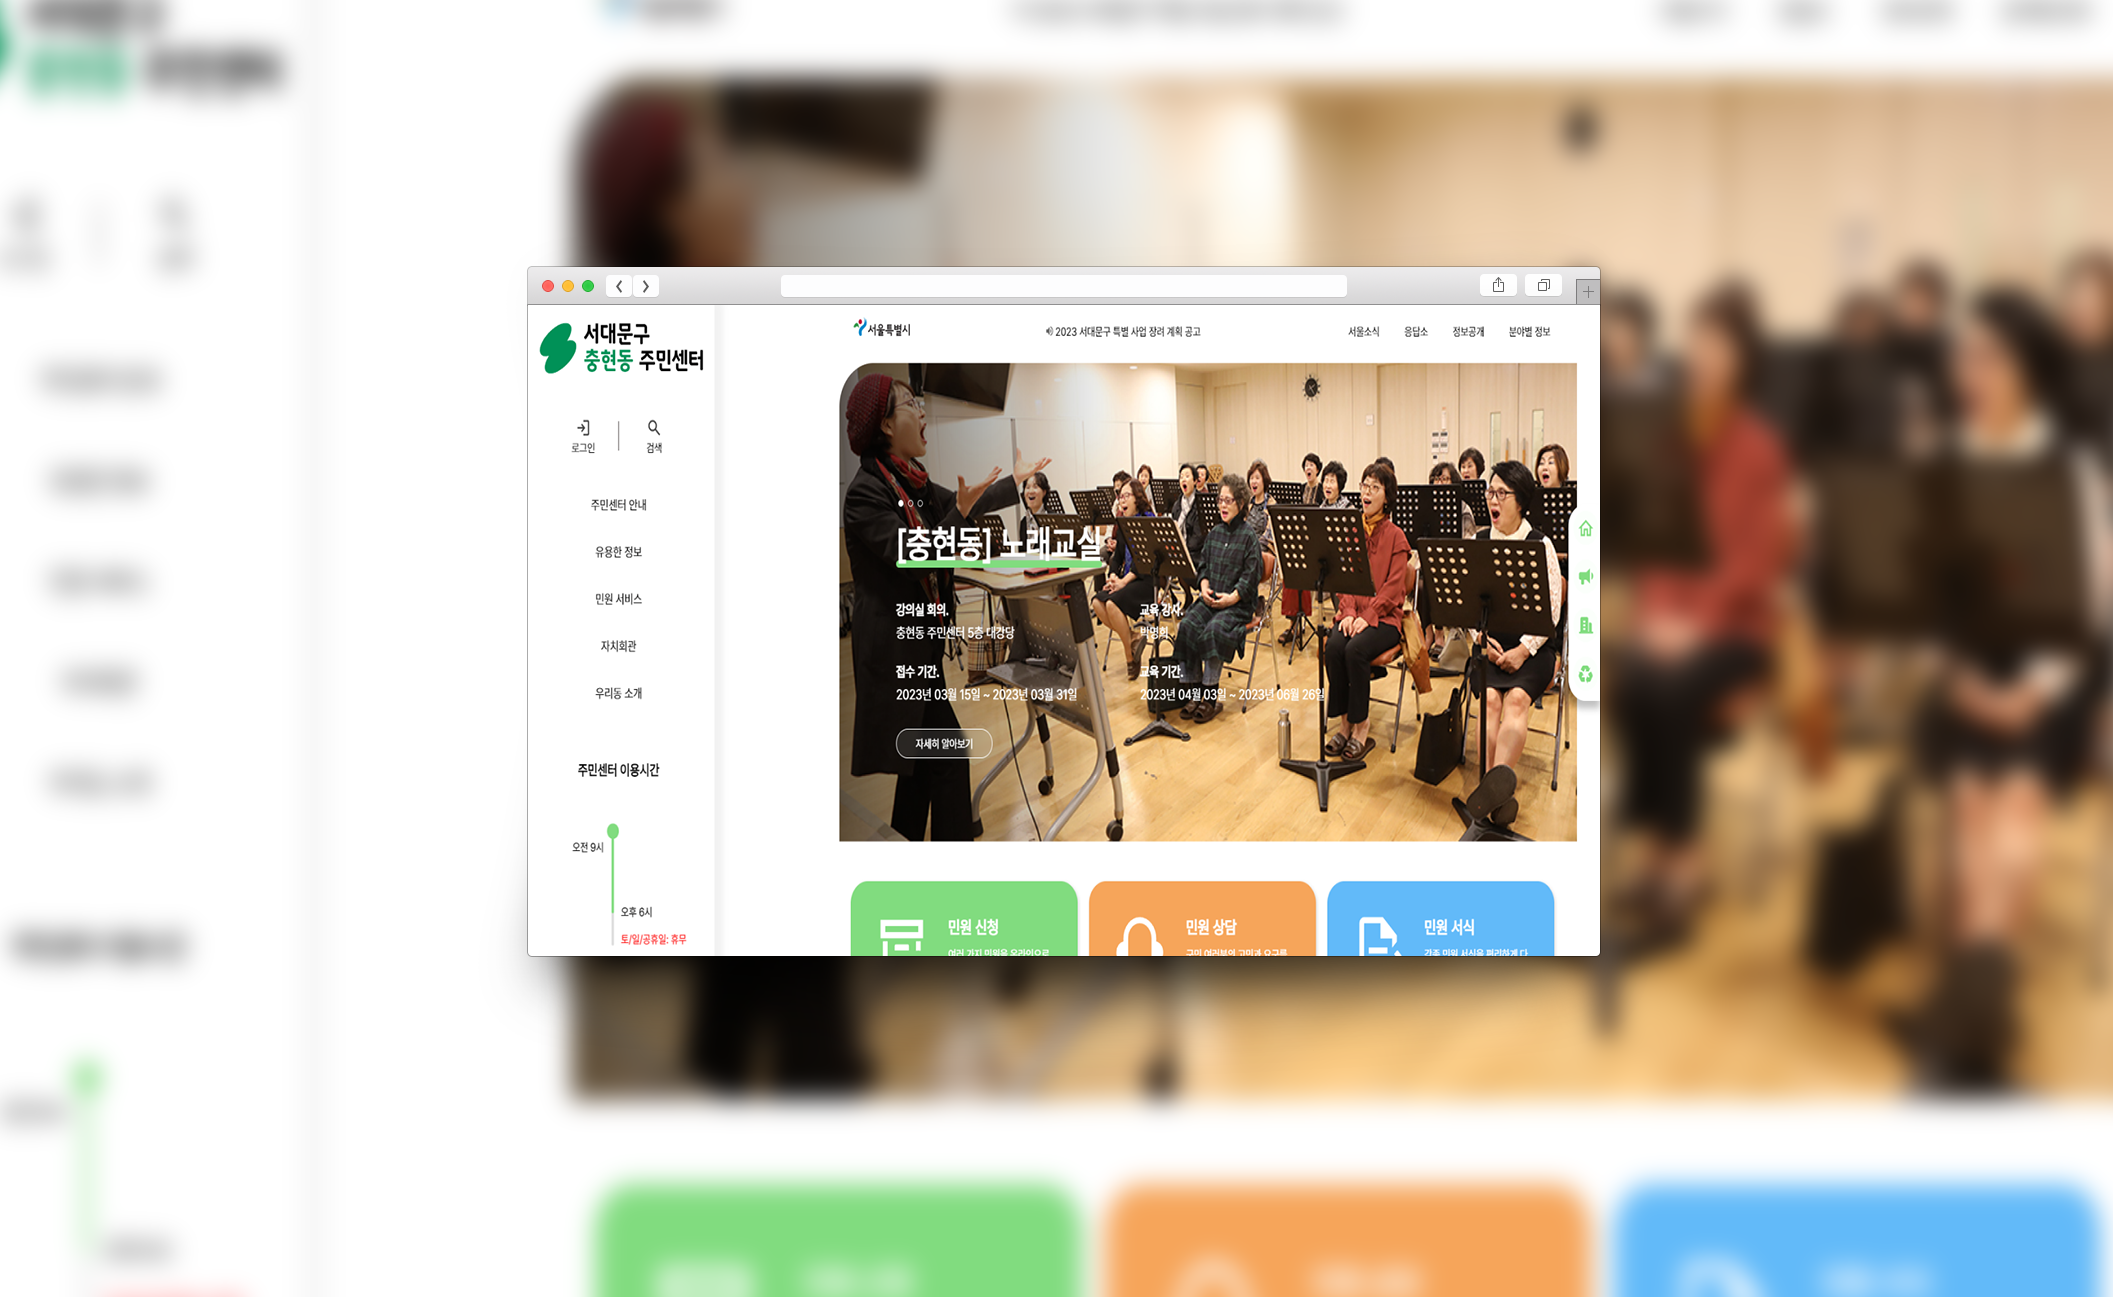 서대문구
충현동 주민센터
로그인
검색
주민센터 안내
유용한 정보
민원 서비스
자치회관
우리동 소개
주민센터 이용시간
오전 9시
오후 6시
토/일/공휴일: 휴무
서울특별시
2023 서대문구 특별 사업 장려 계획 공고
서울소식
응답소
정보공개
분야별 정보
[충현동] 노래교실
강의실 회의.
충현동 주민센터 5층 대강당
교육 강사.
박명희
접수 기간.
2023년 03월 15일 ~ 2023년 03월 31일
교육 기간.
2023년 04월 03일 ~ 2023년 06월 26일
자세히 알아보기
민원 신청
여러 가지 민원을 온라인으로
민원 상담
구민 여러분의 고민과 요구를
민원 서식
각종 민원 서식을 편리하게 다